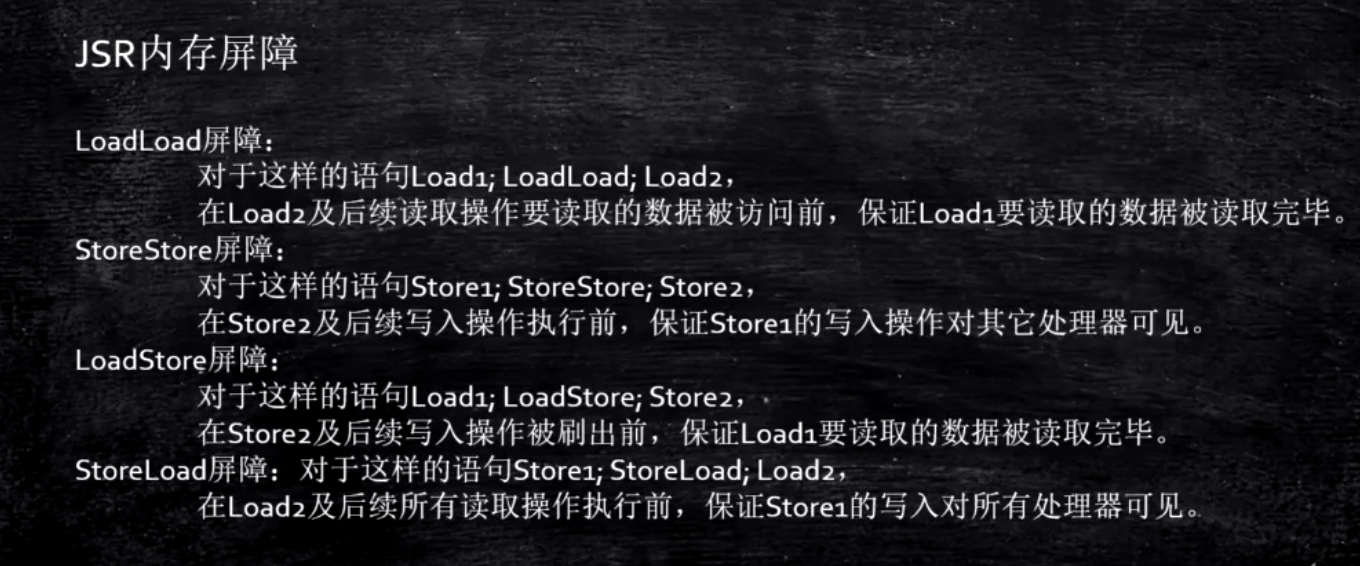 JSR内存屏障
LoadLoad屏障：
对于这样的语句Load1; LoadLoad; Load2，
在Load2及后续读取操作要读取的数据被访问前，保证Load1要读取的数据被读取完毕。
StoreStore屏障：
对于这样的语句Store1; StoreStore; Store2，
在Store2及后续写入操作执行前，保证Store1的写入操作对其它处理器可见。
LoadStore屏障：
对于这样的语句Load1; LoadStore; Store2，
在Store2及后续写入操作被刷出前，保证Load1要读取的数据被读取完毕。
StoreLoad屏障：对于这样的语句Store1; StoreLoad; Load2，
在Load2及后续所有读取操作执行前，保证Store1的写入对所有处理器可见。